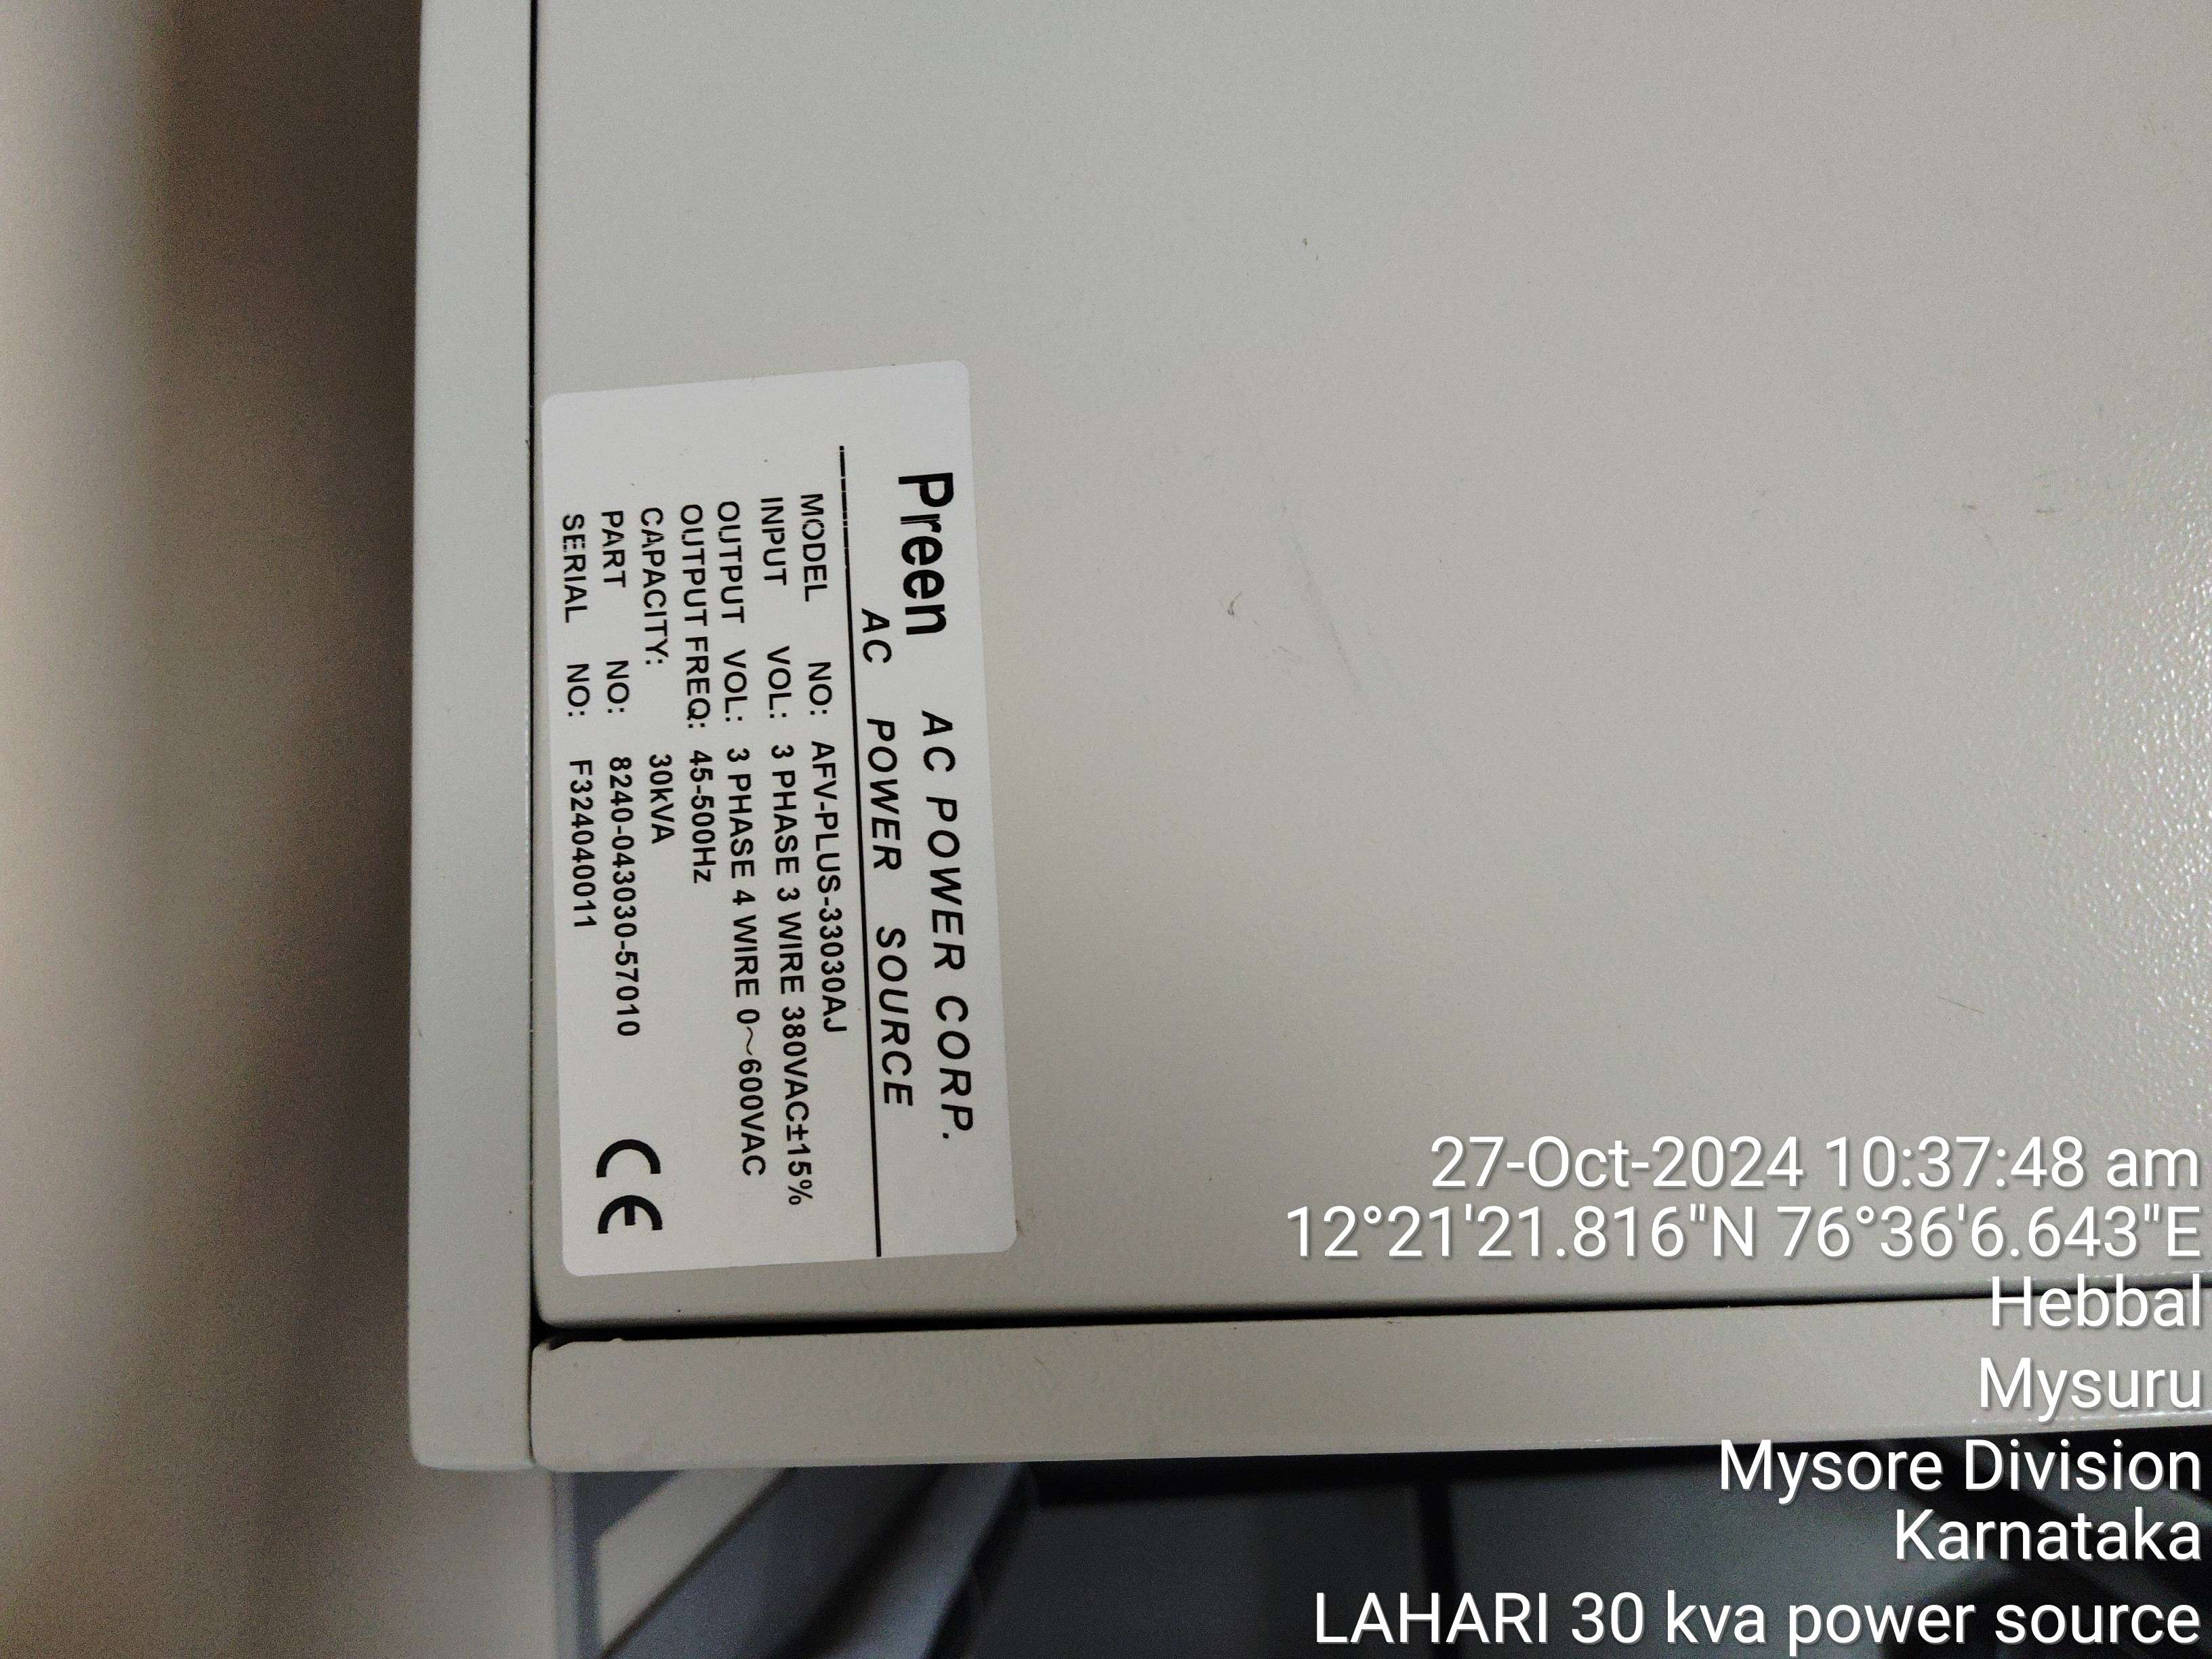 Preen AC POWER CORP.
AC POWER SOURCE
MODEL NO: AFV-PLUS-33030AJ
INPUT VOL: 3 PHASE 3 WIRE 380VAC±15%
OUTPUT VOL: 3 PHASE 4 WIRE 0～600VAC
OUTPUT FREQ: 45-500Hz
CAPACITY: 30kVA
PART NO: 8240-043030-57010
SERIAL NO: F324040011
CE
27-Oct-2024 10:37:48 am
12°21'21.816"N 76°36'6.643"E
Hebbal
Mysuru
Mysore Division
Karnataka
LAHARI 30 kva power source